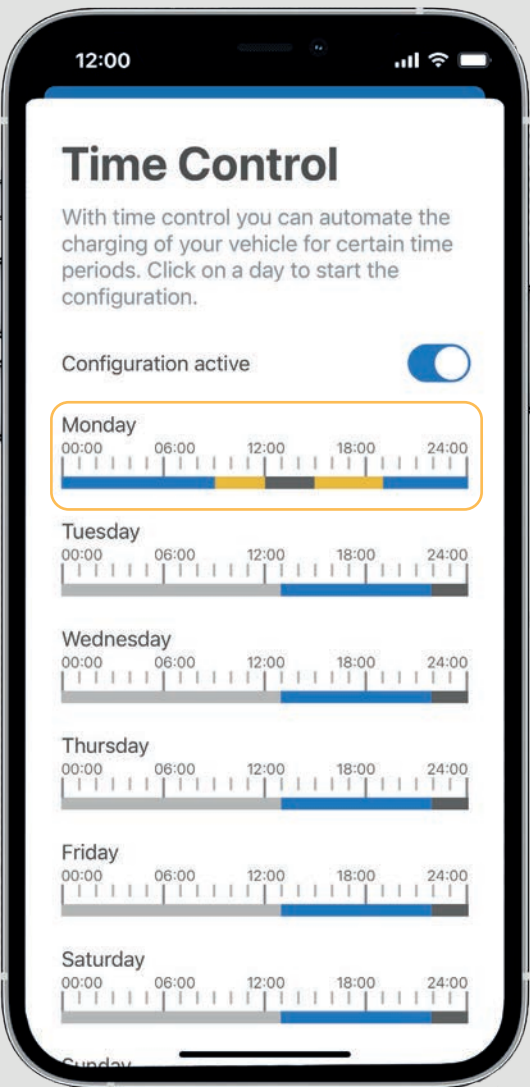 12:00
Time Control
With time control you can automate the
charging of your vehicle for certain time
periods. Click on a day to start the
configuration.
Configuration active
Monday
00:00 06:00 12:00 18:00 24:00
Tuesday
00:00 06:00 12:00 18:00 24:00
Wednesday
00:00 06:00 12:00 18:00 24:00
Thursday
00:00 06:00 12:00 18:00 24:00
Friday
00:00 06:00 12:00 18:00 24:00
Saturday
00:00 06:00 12:00 18:00 24:00
Sunday